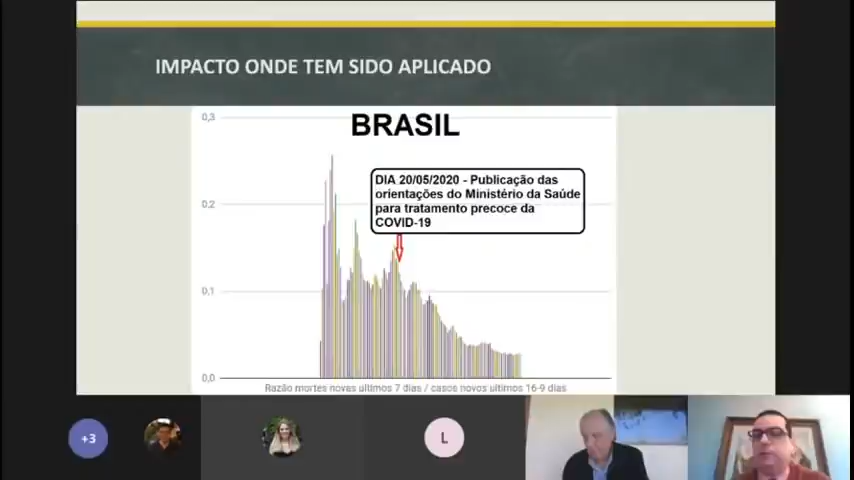 IMPACTO ONDE TEM SIDO APLICADO
0,3
BRASIL
DIA 20/05/2020 - Publicação das
orientações do Ministério da Saúde
para tratamento precoce da
COVID-19
0,2
0,1
0,0
Razão mortes novas ultimos 7 dias / casos novos ultimos 16-9 dias
+3
L